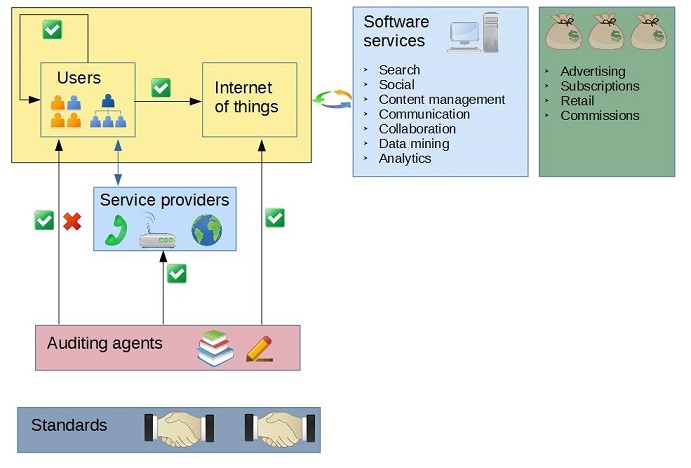 Users
Internet
of things
Service providers
Auditing agents
Standards
Software
services
Search
Social
Content management
Communication
Collaboration
Data mining
Analytics
$ $ $
Advertising
Subscriptions
Retail
Commissions